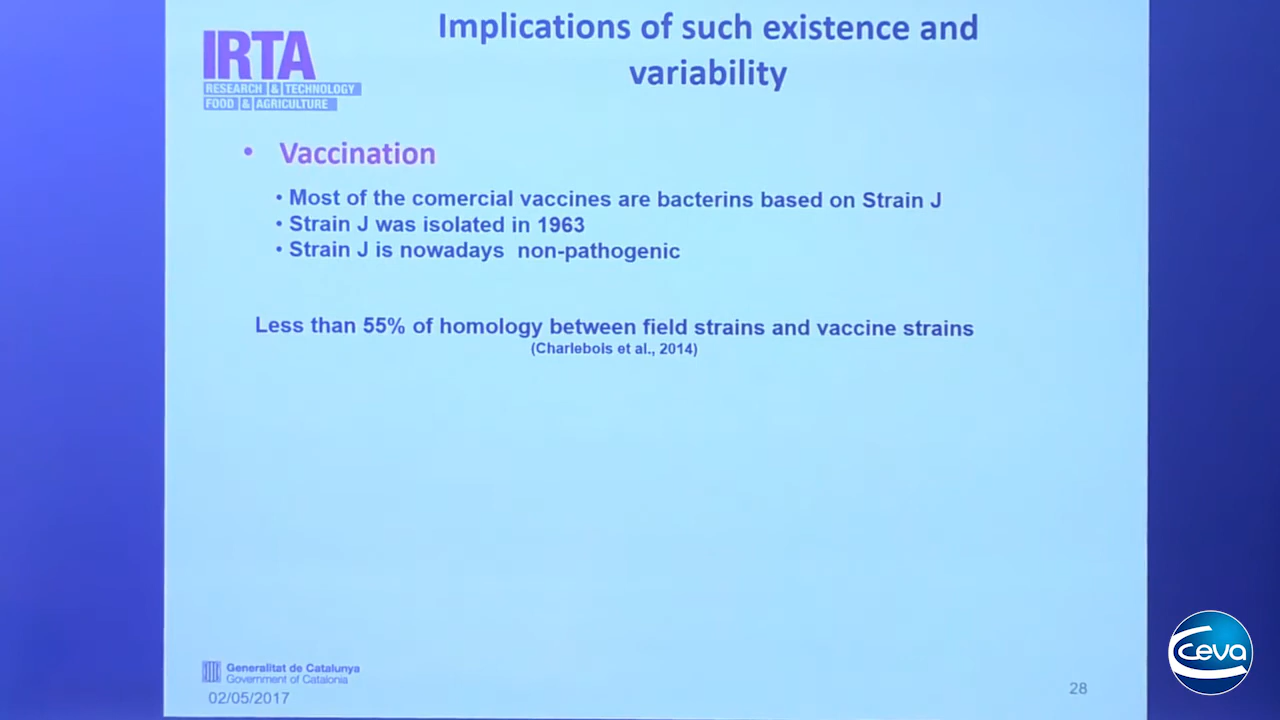 Implications of such existence and
variability
IRTA
RESEARCH & TECHNOLOGY
FOOD & AGRICULTURE
• Vaccination
• Most of the comercial vaccines are bacterins based on Strain J
• Strain J was isolated in 1963
• Strain J is nowadays non-pathogenic
Less than 55% of homology between field strains and vaccine strains
(Charlebois et al., 2014)
Generalitat de Catalunya
Government of Catalonia
02/05/2017
28
Ceva